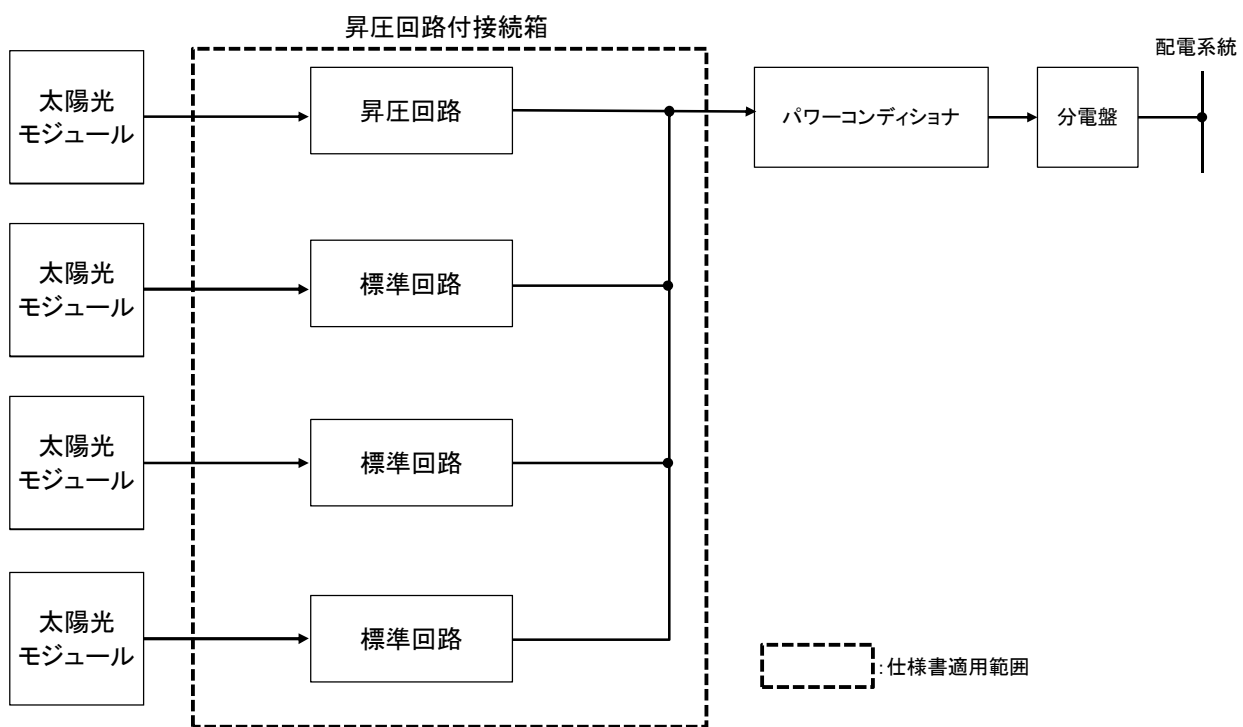 昇圧回路付接続箱
配電系統
太陽光
モジュール
昇圧回路
パワーコンディショナ
分電盤
太陽光
モジュール
標準回路
太陽光
モジュール
標準回路
太陽光
モジュール
標準回路
:仕様書適用範囲